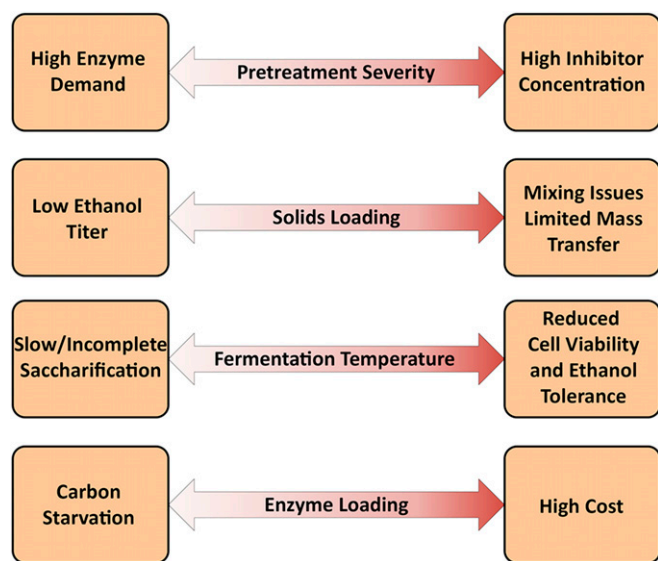 High Enzyme
Demand
Pretreatment Severity
High Inhibitor
Concentration
Low Ethanol
Titer
Solids Loading
Mixing Issues
Limited Mass
Transfer
Slow/Incomplete
Saccharification
Fermentation Temperature
Reduced
Cell Viability
and Ethanol
Tolerance
Carbon
Starvation
Enzyme Loading
High Cost